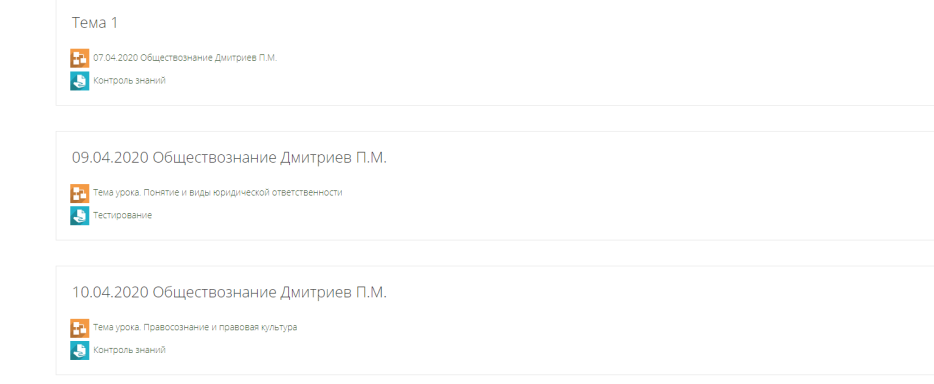 Тема 1
07.04.2020 Обществознание Дмитриев П.М.
Контроль знаний
09.04.2020 Обществознание Дмитриев П.М.
Тема урока. Понятие и виды юридической ответственности
Тестирование
10.04.2020 Обществознание Дмитриев П.М.
Тема урока. Правосознание и правовая культура
Контроль знаний